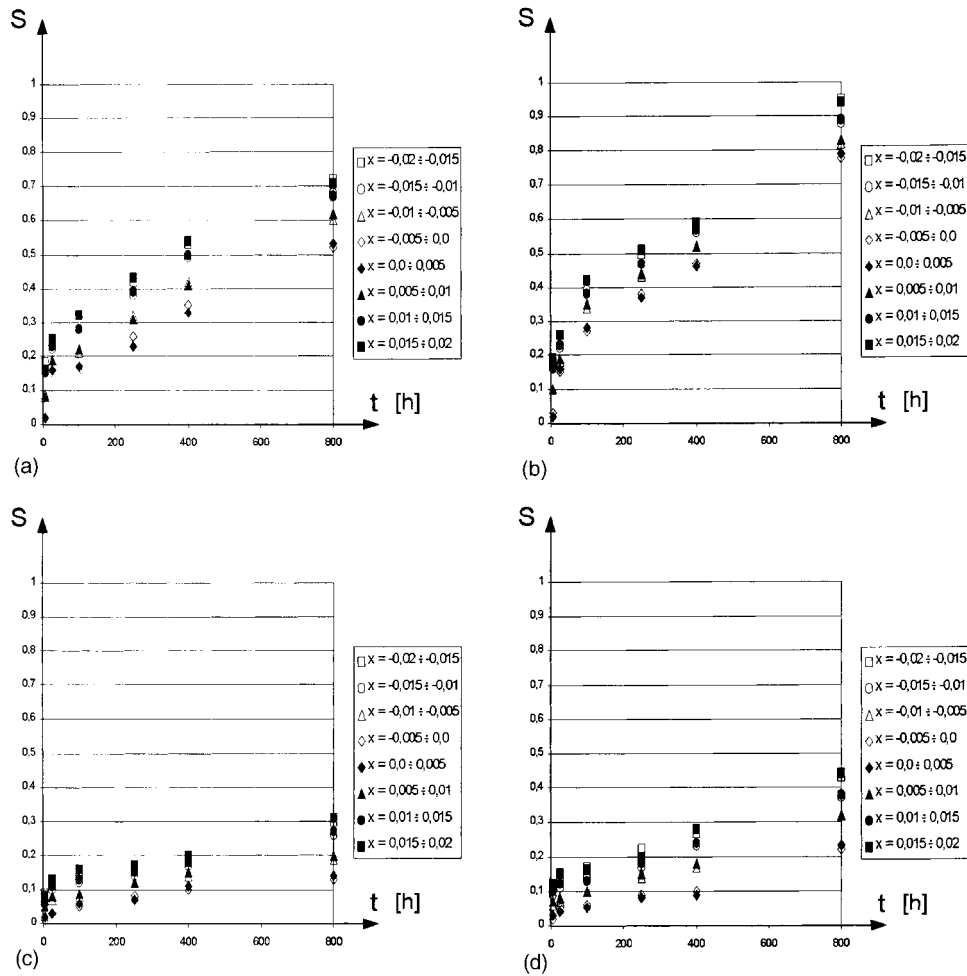 S
1
0,9
0,8
0,7
0,6
0,5
0,4
0,3
0,2
0,1
0
0 200 400 600 800
t [h]
x = -0,02 ÷ -0,015
x = -0,015 ÷ -0,01
x = -0,01 ÷ -0,005
x = -0,005 ÷ 0,0
x = 0,0 ÷ 0,005
x = 0,005 ÷ 0,01
x = 0,01 ÷ 0,015
x = 0,015 ÷ 0,02
(a)
S
1
0,9
0,8
0,7
0,6
0,5
0,4
0,3
0,2
0,1
0
0 200 400 600 800
t [h]
x = -0,02 ÷ -0,015
x = -0,015 ÷ -0,01
x = -0,01 ÷ -0,005
x = -0,005 ÷ 0,0
x = 0,0 ÷ 0,005
x = 0,005 ÷ 0,01
x = 0,01 ÷ 0,015
x = 0,015 ÷ 0,02
(b)
S
1
0,9
0,8
0,7
0,6
0,5
0,4
0,3
0,2
0,1
0
0 200 400 600 800
t [h]
x = -0,02 ÷ -0,015
x = -0,015 ÷ -0,01
x = -0,01 ÷ -0,005
x = -0,005 ÷ 0,0
x = 0,0 ÷ 0,005
x = 0,005 ÷ 0,01
x = 0,01 ÷ 0,015
x = 0,015 ÷ 0,02
(c)
S
1
0,9
0,8
0,7
0,6
0,5
0,4
0,3
0,2
0,1
0
0 200 400 600 800
t [h]
x = -0,02 ÷ -0,015
x = -0,015 ÷ -0,01
x = -0,01 ÷ -0,005
x = -0,005 ÷ 0,0
x = 0,0 ÷ 0,005
x = 0,005 ÷ 0,01
x = 0,01 ÷ 0,015
x = 0,015 ÷ 0,02
(d)